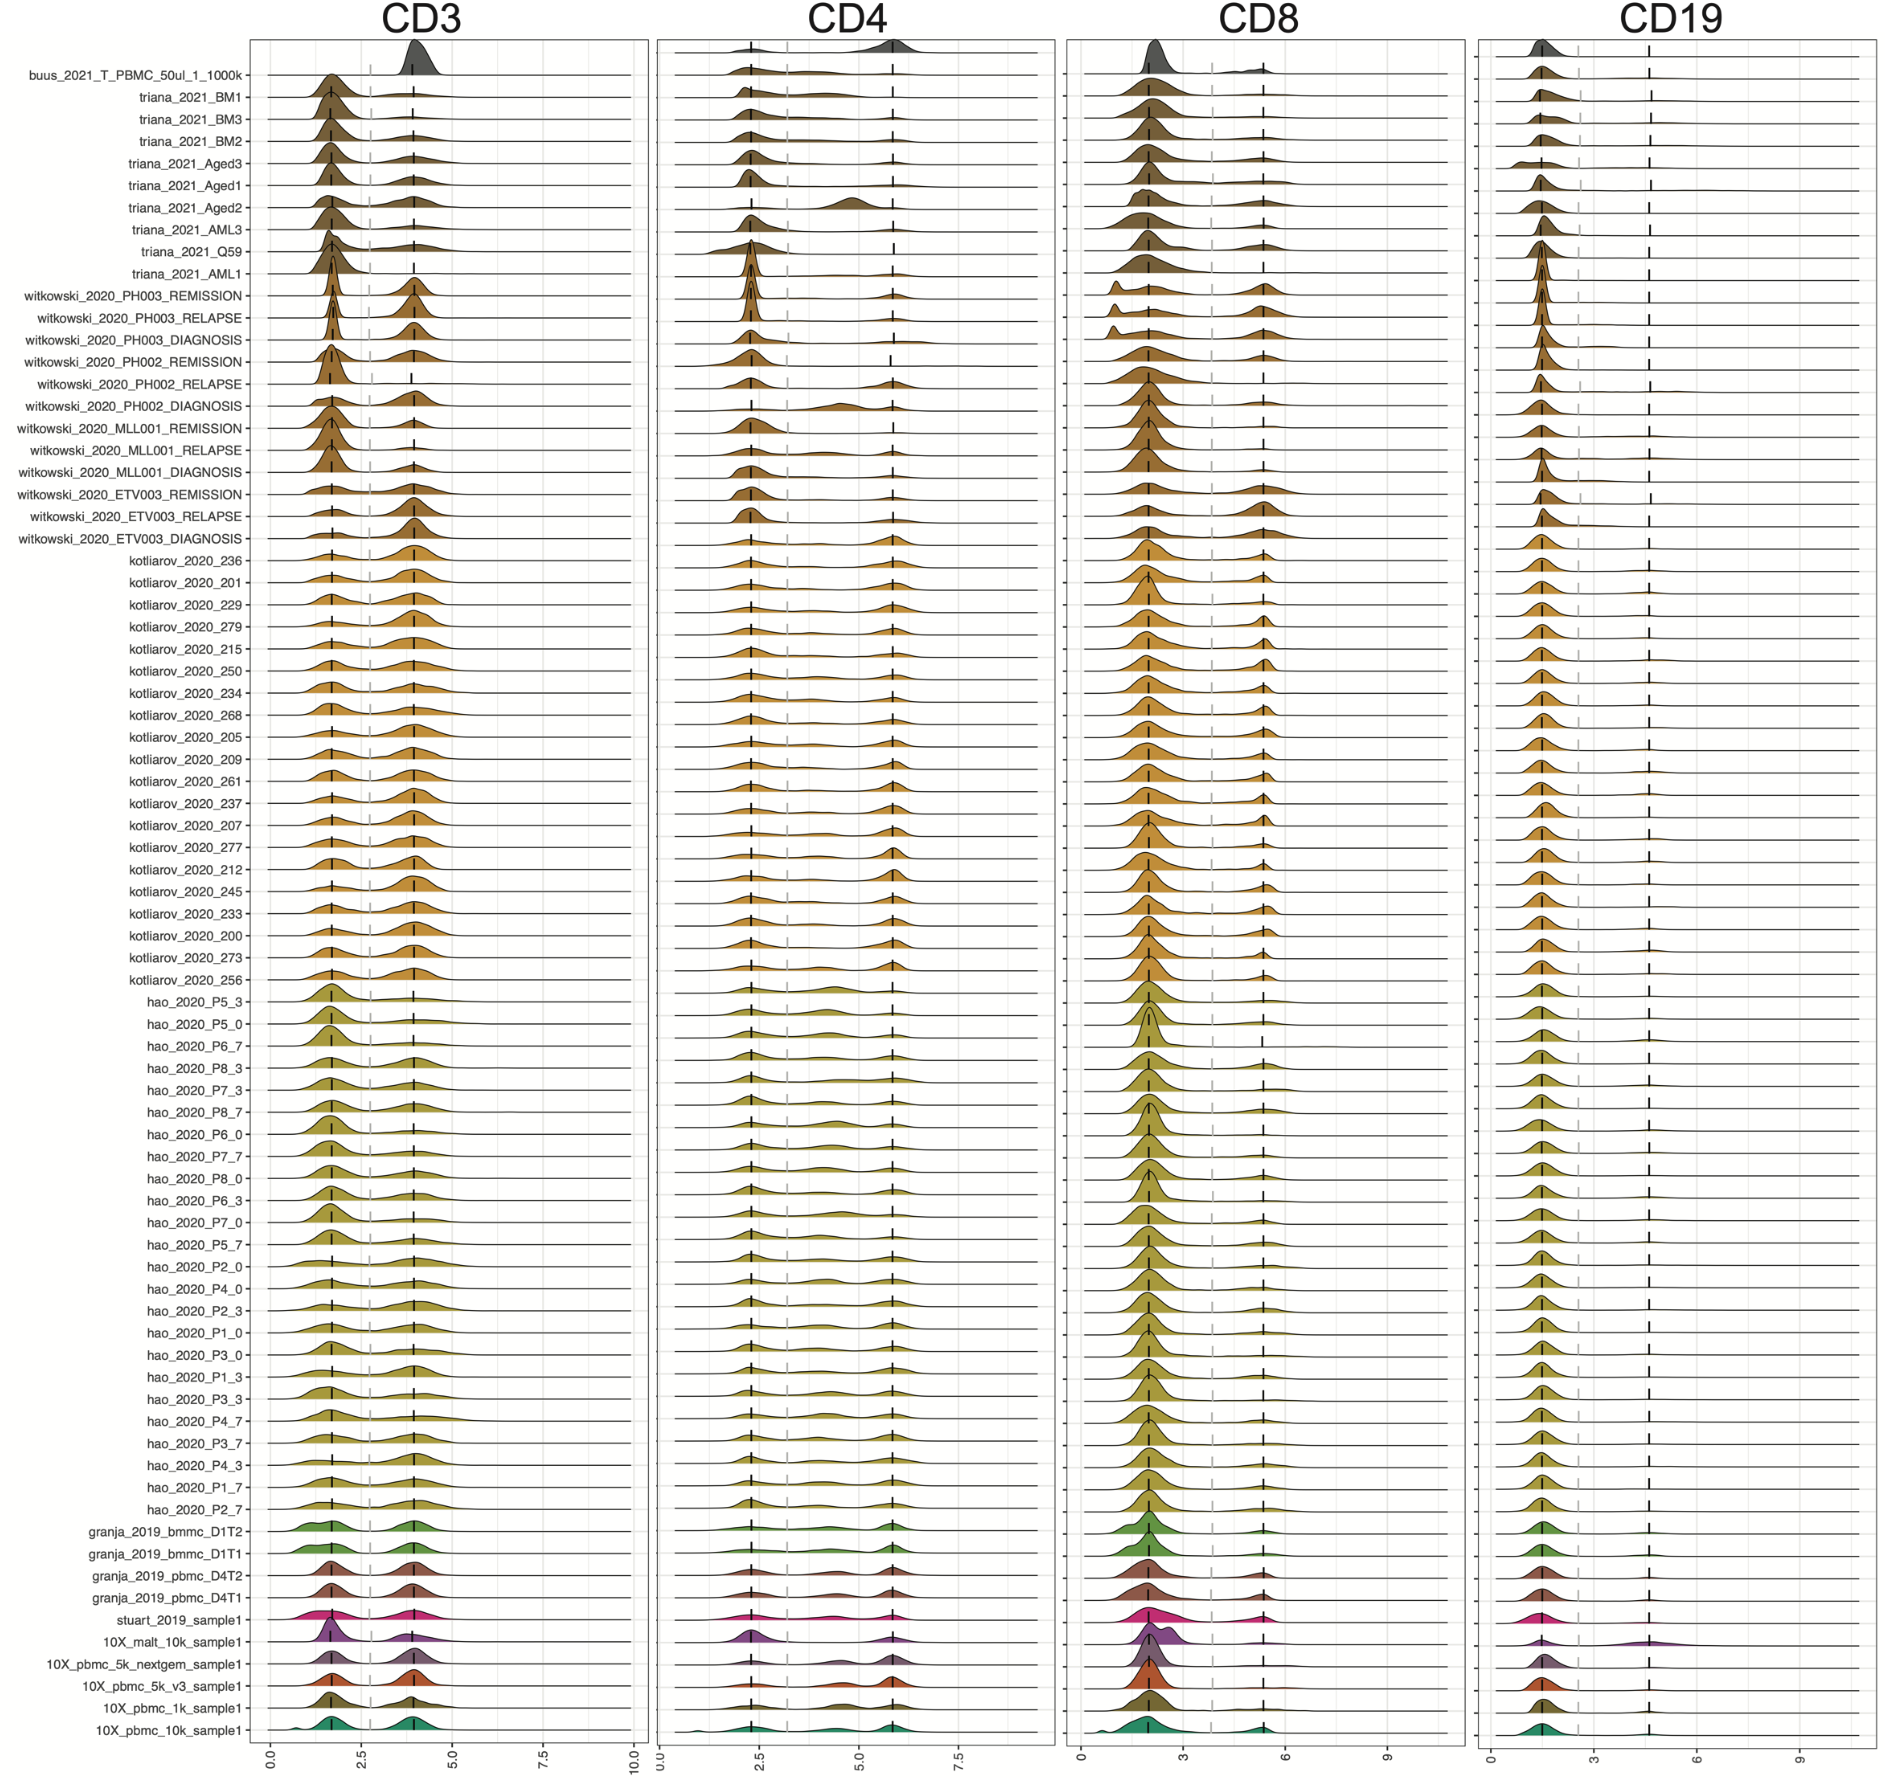 CD3 CD4 CD8 CD19
buus_2021_T_PBMC_50ul_1_1000k
triana_2021_BM1
triana_2021_BM3
triana_2021_BM2
triana_2021_Aged3
triana_2021_Aged1
triana_2021_Aged2
triana_2021_AML3
triana_2021_Q59
triana_2021_AML1
witkowski_2020_PH003_REMISSION
witkowski_2020_PH003_RELAPSE
witkowski_2020_PH003_DIAGNOSIS
witkowski_2020_PH002_REMISSION
witkowski_2020_PH002_RELAPSE
witkowski_2020_PH002_DIAGNOSIS
witkowski_2020_MLL001_REMISSION
witkowski_2020_MLL001_RELAPSE
witkowski_2020_MLL001_DIAGNOSIS
witkowski_2020_ETV003_REMISSION
witkowski_2020_ETV003_RELAPSE
witkowski_2020_ETV003_DIAGNOSIS
kotliarov_2020_236
kotliarov_2020_201
kotliarov_2020_229
kotliarov_2020_279
kotliarov_2020_215
kotliarov_2020_250
kotliarov_2020_234
kotliarov_2020_268
kotliarov_2020_205
kotliarov_2020_209
kotliarov_2020_261
kotliarov_2020_237
kotliarov_2020_207
kotliarov_2020_277
kotliarov_2020_212
kotliarov_2020_245
kotliarov_2020_233
kotliarov_2020_200
kotliarov_2020_273
kotliarov_2020_256
hao_2020_P5_3
hao_2020_P5_0
hao_2020_P6_7
hao_2020_P8_3
hao_2020_P7_3
hao_2020_P8_7
hao_2020_P6_0
hao_2020_P7_7
hao_2020_P8_0
hao_2020_P6_3
hao_2020_P7_0
hao_2020_P5_7
hao_2020_P2_0
hao_2020_P4_0
hao_2020_P2_3
hao_2020_P1_0
hao_2020_P3_0
hao_2020_P1_3
hao_2020_P3_3
hao_2020_P4_7
hao_2020_P3_7
hao_2020_P4_3
hao_2020_P1_7
hao_2020_P2_7
granja_2019_bmmc_D1T2
granja_2019_bmmc_D1T1
granja_2019_pbmc_D4T2
granja_2019_pbmc_D4T1
stuart_2019_sample1
10X_malt_10k_sample1
10X_pbmc_5k_nextgem_sample1
10X_pbmc_5k_v3_sample1
10X_pbmc_1k_sample1
10X_pbmc_10k_sample1
0.0 2.5 5.0 7.5 10.0 0.0 2.5 5.0 7.5 0 3 6 9 0 3 6 9